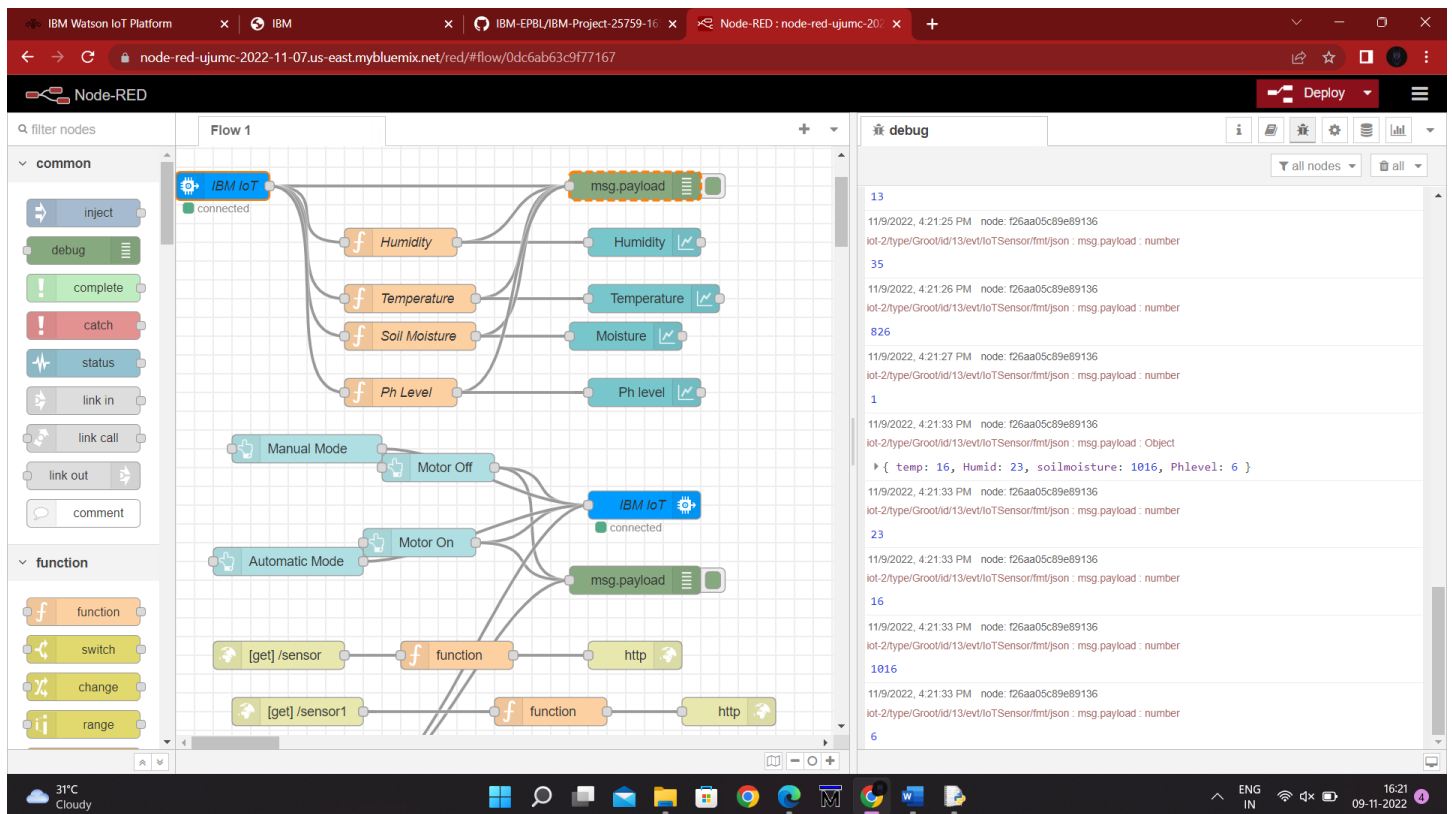 IBM Watson IoT Platform
IBM
IBM-EPBL/IBM-Project-25759-16
Node-RED : node-red-ujumc-202
node-red-ujumc-2022-11-07.us-east.mybluemix.net/red/#flow/0dc6ab63c9f77167
Node-RED
Deploy
filter nodes
Flow 1
debug
i
all nodes
all
common
inject
debug
complete
catch
status
link in
link call
link out
comment
function
function
switch
change
range
IBM IoT
connected
msg.payload
Humidity
Humidity
Temperature
Temperature
Soil Moisture
Moisture
Ph Level
Ph level
Manual Mode
Motor Off
IBM IoT
connected
Motor On
Automatic Mode
msg.payload
[get] /sensor
function
http
[get] /sensor1
function
http
13
11/9/2022, 4:21:25 PM node: f26aa05c89e89136
iot-2/type/Groot/id/13/evt/IoTSensor/fmt/json : msg.payload : number
35
11/9/2022, 4:21:26 PM node: f26aa05c89e89136
iot-2/type/Groot/id/13/evt/IoTSensor/fmt/json : msg.payload : number
826
11/9/2022, 4:21:27 PM node: f26aa05c89e89136
iot-2/type/Groot/id/13/evt/IoTSensor/fmt/json : msg.payload : number
1
11/9/2022, 4:21:33 PM node: f26aa05c89e89136
iot-2/type/Groot/id/13/evt/IoTSensor/fmt/json : msg.payload : Object
{ temp: 16, Humid: 23, soilmoisture: 1016, Phlevel: 6 }
11/9/2022, 4:21:33 PM node: f26aa05c89e89136
iot-2/type/Groot/id/13/evt/IoTSensor/fmt/json : msg.payload : number
23
11/9/2022, 4:21:33 PM node: f26aa05c89e89136
iot-2/type/Groot/id/13/evt/IoTSensor/fmt/json : msg.payload : number
16
11/9/2022, 4:21:33 PM node: f26aa05c89e89136
iot-2/type/Groot/id/13/evt/IoTSensor/fmt/json : msg.payload : number
1016
11/9/2022, 4:21:33 PM node: f26aa05c89e89136
iot-2/type/Groot/id/13/evt/IoTSensor/fmt/json : msg.payload : number
6
31°C
Cloudy
ENG
IN
16:21
09-11-2022
4